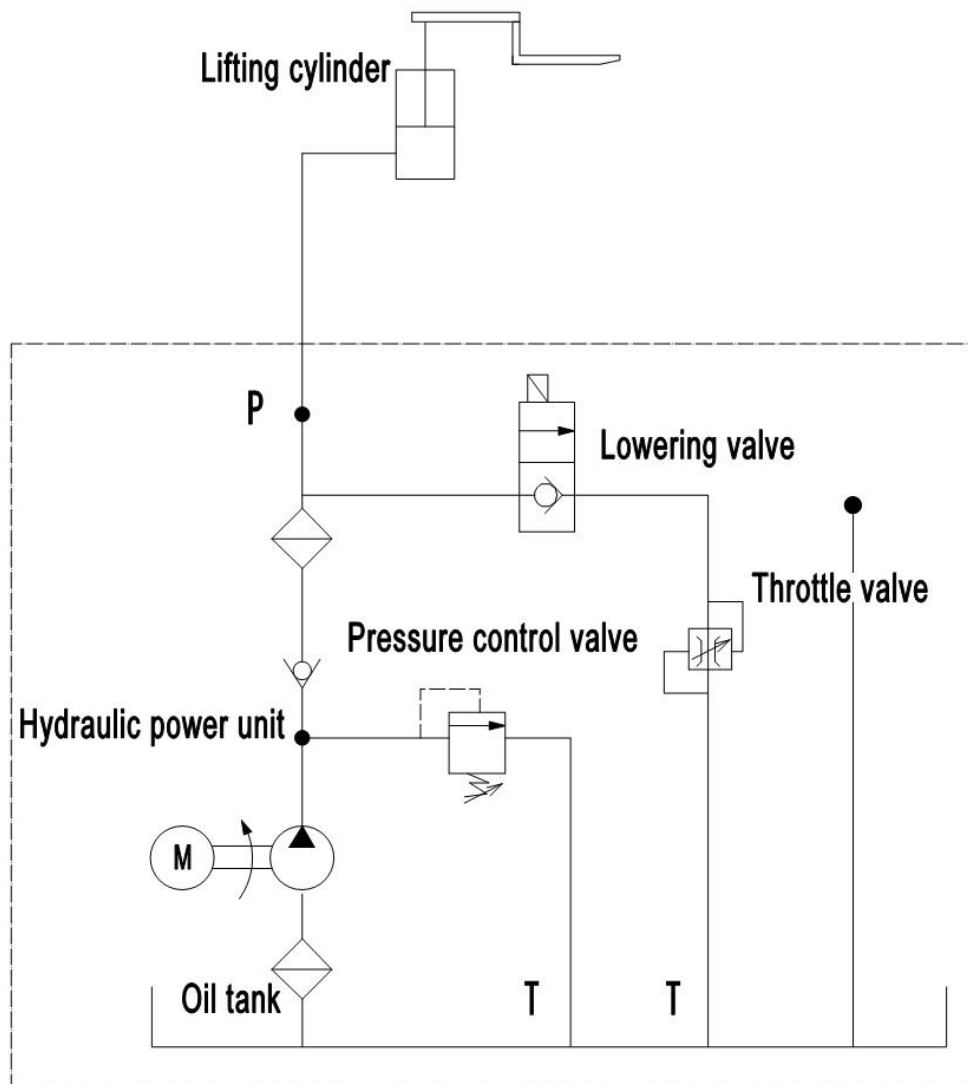 Lifting cylinder
P
Lowering valve
Throttle valve
Pressure control valve
Hydraulic power unit
M
Oil tank
T
T